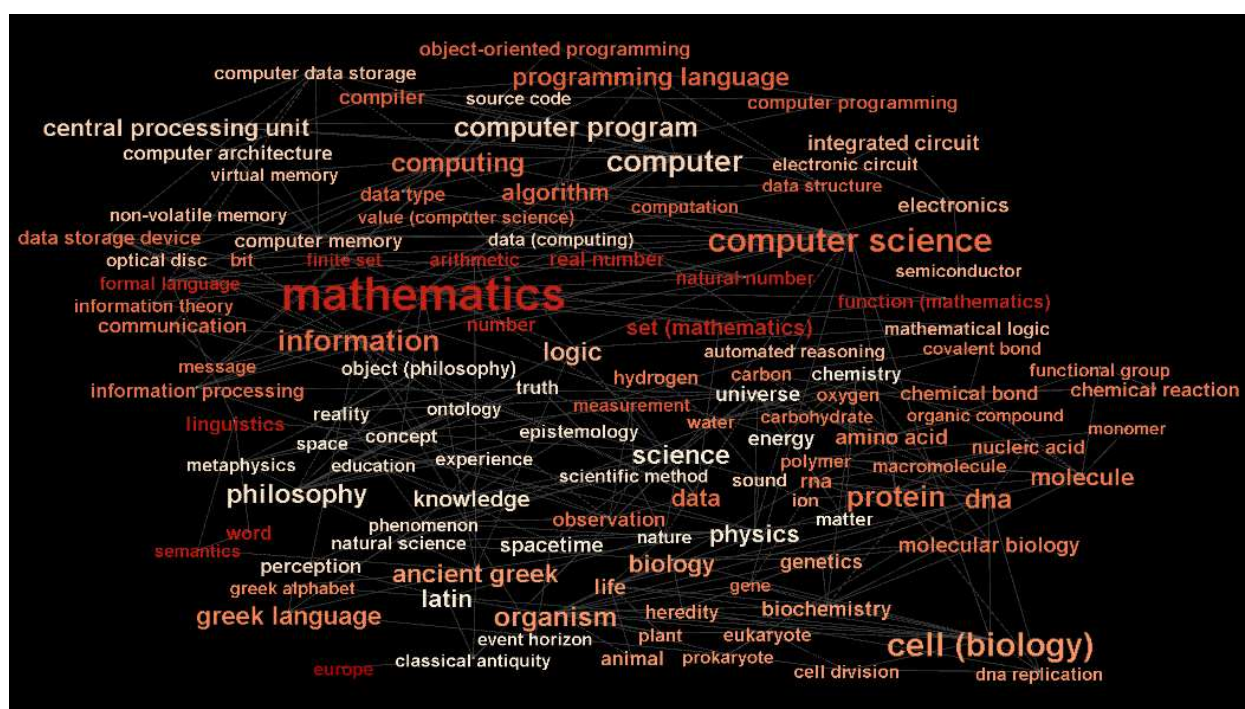 object-oriented programming
computer data storage
programming language
compiler
source code
computer programming
central processing unit
computer program
computer architecture
computing
computer
integrated circuit
electronic circuit
virtual memory
data type
algorithm
data structure
non-volatile memory
value (computer science)
computation
electronics
data storage device
computer memory
data (computing)
computer science
optical disc
bit
finite set
arithmetic
real number
semiconductor
formal language
mathematics
natural number
information theory
function (mathematics)
communication
number
set (mathematics)
mathematical logic
information
logic
automated reasoning
covalent bond
message
object (philosophy)
hydrogen
carbon
chemistry
functional group
information processing
truth
universe
oxygen
chemical bond
chemical reaction
reality
ontology
measurement
carbohydrate
organic compound
linguistics
water
monomer
space
concept
epistemology
energy
amino acid
nucleic acid
metaphysics
education
experience
science
polymer
macromolecule
scientific method
sound
rna
molecule
philosophy
knowledge
data
ion
protein
dna
word
phenomenon
observation
matter
semantics
natural science
spacetime
nature
physics
molecular biology
perception
ancient greek
biology
genetics
greek alphabet
latin
life
gene
greek language
organism
heredity
biochemistry
event horizon
plant
eukaryote
cell (biology)
europe
classical antiquity
animal
prokaryote
cell division
dna replication